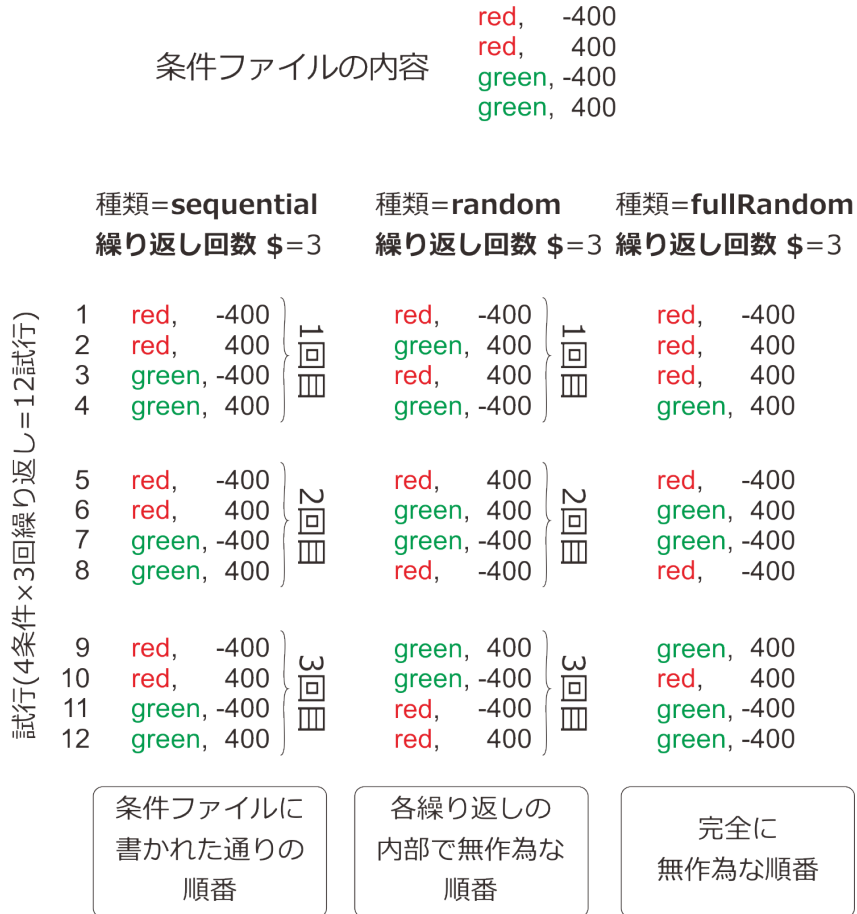 条件ファイルの内容
red, -400
red, 400
green, -400
green, 400
種類=sequential
繰り返し回数 $=3
種類=random
繰り返し回数 $=3
種類=fullRandom
繰り返し回数 $=3
試行(4条件×3回繰り返し=12試行)
1 red, -400 red, -400 red, -400
2 red, 400 green, 400 red, 400
3 green, -400 red, 400 red, 400
4 green, 400 green, -400 green, 400
1回目 1回目
5 red, -400 red, 400 red, -400
6 red, 400 green, 400 green, 400
7 green, -400 green, -400 green, -400
8 green, 400 red, -400 red, -400
2回目 2回目
9 red, -400 green, 400 green, 400
10 red, 400 green, -400 red, 400
11 green, -400 red, -400 green, -400
12 green, 400 red, 400 green, -400
3回目 3回目
条件ファイルに
書かれた通りの
順番
各繰り返しの
内部で無作為な
順番
完全に
無作為な順番